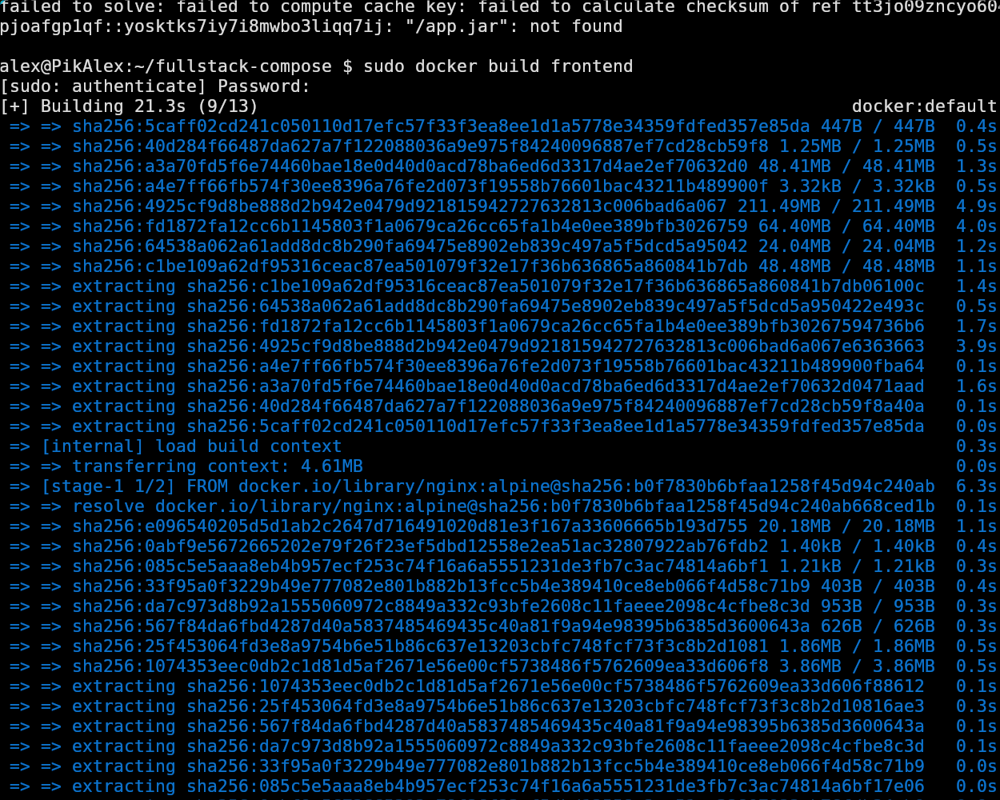 failed to solve: failed to compute cache key: failed to calculate checksum of ref tt3jo09zncyo604
pjoafgp1qf::yosktks7iy7i8mwbo3liqq7ij: "/app.jar": not found
alex@PikAlex:~/fullstack-compose $ sudo docker build frontend
[sudo: authenticate] Password:
[+] Building 21.3s (9/13) docker:default
=> => sha256:5caff02cd241c050110d17efc57f33f3ea8ee1d1a5778e34359fdfed357e85da 447B / 447B 0.4s
=> => sha256:40d284f66487da627a7f122088036a9e975f84240096887ef7cd28cb59f8 1.25MB / 1.25MB 0.5s
=> => sha256:a3a70fd5f6e74460bae18e0d40d0acd78ba6ed6d3317d4ae2ef70632d0 48.41MB / 48.41MB 1.3s
=> => sha256:a4e7ff66fb574f30ee8396a76fe2d073f19558b76601bac43211b489900f 3.32kB / 3.32kB 0.5s
=> => sha256:4925cf9d8be888d2b942e0479d921815942727632813c006bad6a067 211.49MB / 211.49MB 4.9s
=> => sha256:fd1872fa12cc6b1145803f1a0679ca26cc65fa1b4e0ee389bfb3026759 64.40MB / 64.40MB 4.0s
=> => sha256:64538a062a61add8dc8b290fa69475e8902eb839c497a5f5dcd5a95042 24.04MB / 24.04MB 1.2s
=> => sha256:c1be109a62df95316ceac87ea501079f32e17f36b636865a860841b7db 48.48MB / 48.48MB 1.1s
=> => extracting sha256:c1be109a62df95316ceac87ea501079f32e17f36b636865a860841b7db06100c 1.4s
=> => extracting sha256:64538a062a61add8dc8b290fa69475e8902eb839c497a5f5dcd5a950422e493c 0.5s
=> => extracting sha256:fd1872fa12cc6b1145803f1a0679ca26cc65fa1b4e0ee389bfb30267594736b6 1.7s
=> => extracting sha256:4925cf9d8be888d2b942e0479d921815942727632813c006bad6a067e6363663 3.9s
=> => extracting sha256:a4e7ff66fb574f30ee8396a76fe2d073f19558b76601bac43211b489900fba64 0.1s
=> => extracting sha256:a3a70fd5f6e74460bae18e0d40d0acd78ba6ed6d3317d4ae2ef70632d0471aad 1.6s
=> => extracting sha256:40d284f66487da627a7f122088036a9e975f84240096887ef7cd28cb59f8a40a 0.1s
=> => extracting sha256:5caff02cd241c050110d17efc57f33f3ea8ee1d1a5778e34359fdfed357e85da 0.0s
=> [internal] load build context 0.3s
=> => transferring context: 4.61MB 0.0s
=> [stage-1 1/2] FROM docker.io/library/nginx:alpine@sha256:b0f7830b6bfaa1258f45d94c240ab 6.3s
=> => resolve docker.io/library/nginx:alpine@sha256:b0f7830b6bfaa1258f45d94c240ab668ced1b 0.1s
=> => sha256:e096540205d5d1ab2c2647d716491020d81e3f167a33606665b193d755 20.18MB / 20.18MB 1.1s
=> => sha256:0abf9e5672665202e79f26f23ef5dbd12558e2ea51ac32807922ab76fdb2 1.40kB / 1.40kB 0.4s
=> => sha256:085c5e5aaa8eb4b957ecf253c74f16a6a5551231de3fb7c3ac74814a6bf1 1.21kB / 1.21kB 0.3s
=> => sha256:33f95a0f3229b49e777082e801b882b13fcc5b4e389410ce8eb066f4d58c71b9 403B / 403B 0.4s
=> => sha256:da7c973d8b92a1555060972c8849a332c93bfe2608c11faeee2098c4cfbe8c3d 953B / 953B 0.3s
=> => sha256:567f84da6fbd4287d40a5837485469435c40a81f9a94e98395b6385d3600643a 626B / 626B 0.3s
=> => sha256:25f453064fd3e8a9754b6e51b86c637e13203cbfc748fcf73f3c8b2d1081 1.86MB / 1.86MB 0.5s
=> => sha256:1074353eec0db2c1d81d5af2671e56e00cf5738486f5762609ea33d606f8 3.86MB / 3.86MB 0.5s
=> => extracting sha256:1074353eec0db2c1d81d5af2671e56e00cf5738486f5762609ea33d606f88612 0.1s
=> => extracting sha256:25f453064fd3e8a9754b6e51b86c637e13203cbfc748fcf73f3c8b2d10816ae3 0.3s
=> => extracting sha256:567f84da6fbd4287d40a5837485469435c40a81f9a94e98395b6385d3600643a 0.1s
=> => extracting sha256:da7c973d8b92a1555060972c8849a332c93bfe2608c11faeee2098c4cfbe8c3d 0.1s
=> => extracting sha256:33f95a0f3229b49e777082e801b882b13fcc5b4e389410ce8eb066f4d58c71b9 0.0s
=> => extracting sha256:085c5e5aaa8eb4b957ecf253c74f16a6a5551231de3fb7c3ac74814a6bf17e06 0.0s